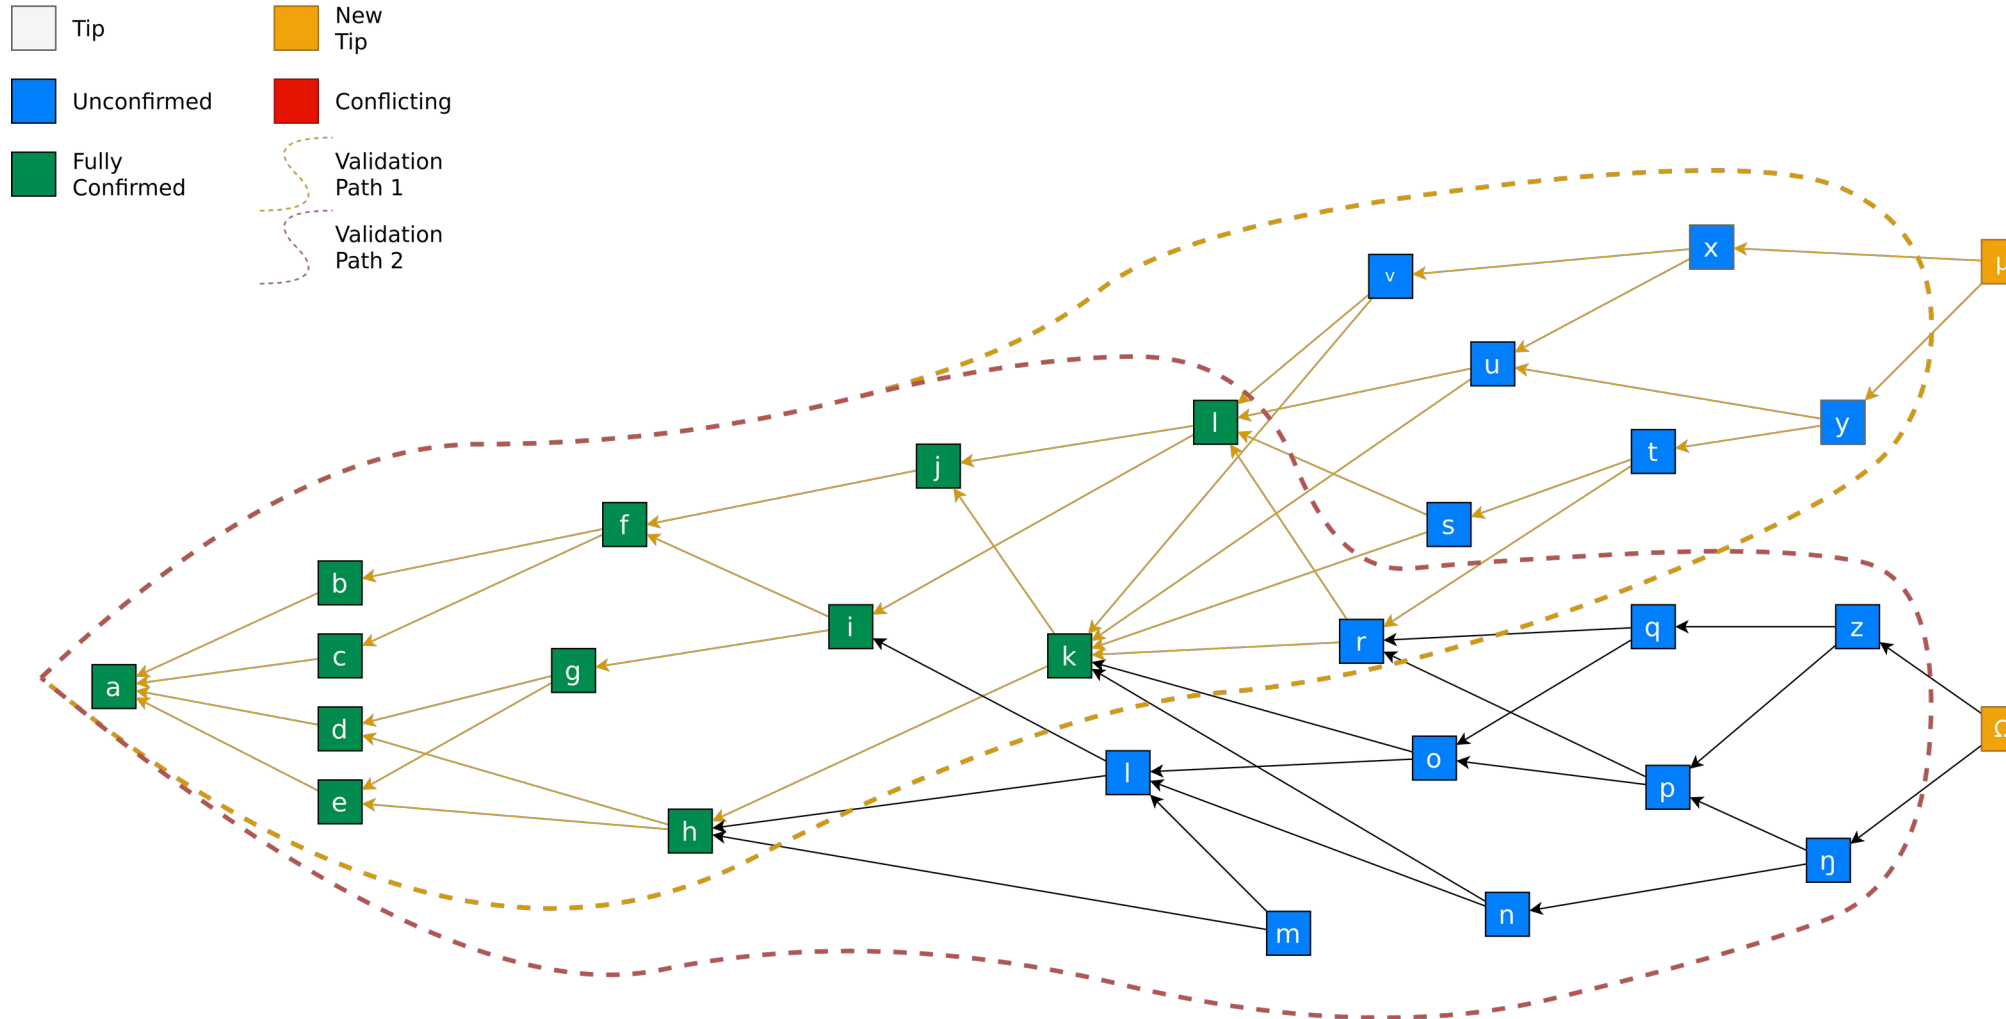 Tip
New
Tip
Unconfirmed
Conflicting
Fully
Confirmed
Validation
Path 1
Validation
Path 2
x
μ
v
u
l
y
j
t
f
s
b
i
r
q
z
c
k
g
a
d
Ω
o
l
p
e
h
ŋ
n
m